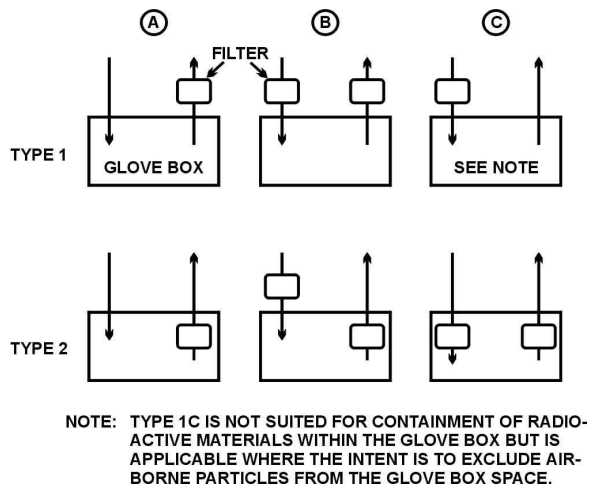 A B C
FILTER
TYPE 1
GLOVE BOX
SEE NOTE
TYPE 2
NOTE: TYPE 1C IS NOT SUITED FOR CONTAINMENT OF RADIO-
ACTIVE MATERIALS WITHIN THE GLOVE BOX BUT IS
APPLICABLE WHERE THE INTENT IS TO EXCLUDE AIR-
BORNE PARTICLES FROM THE GLOVE BOX SPACE.